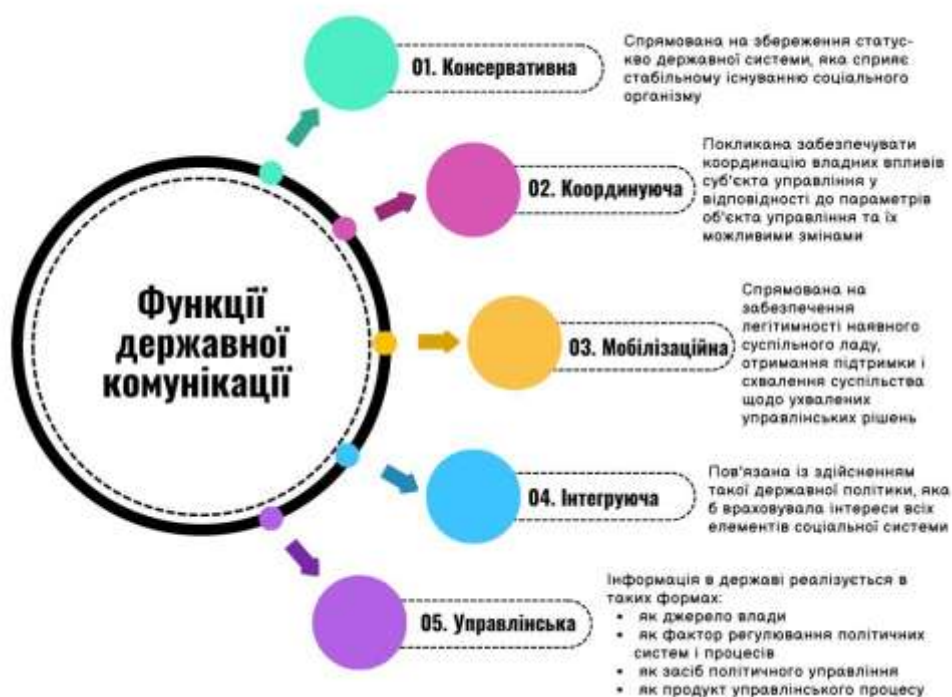 Функції
державної
комунікації
01. Консервативна
Спрямована на збереження статус-
кво державної системи, яка сприяє
стабільному існуванню соціального
організму
02. Координуюча
Покликана забезпечувати
координацію владних впливів
суб'єкта управління у
відповідності до параметрів
об'єкта управління та їх
можливими змінами
03. Мобілізаційна
Спрямована на
забезпечення
легітимності наявного
суспільного ладу,
отримання підтримки і
схвалення суспільства
щодо ухвалених
управлінських рішень
04. Інтегруюча
Пов'язана із здійсненням
такої державної політики, яка
б враховувала інтереси всіх
елементів соціальної системи
05. Управлінська
Інформація в державі реалізується в
таких формах:
• як джерело влади
• як фактор регулювання політичних
систем і процесів
• як засіб політичного управління
• як продукт управлінського процесу